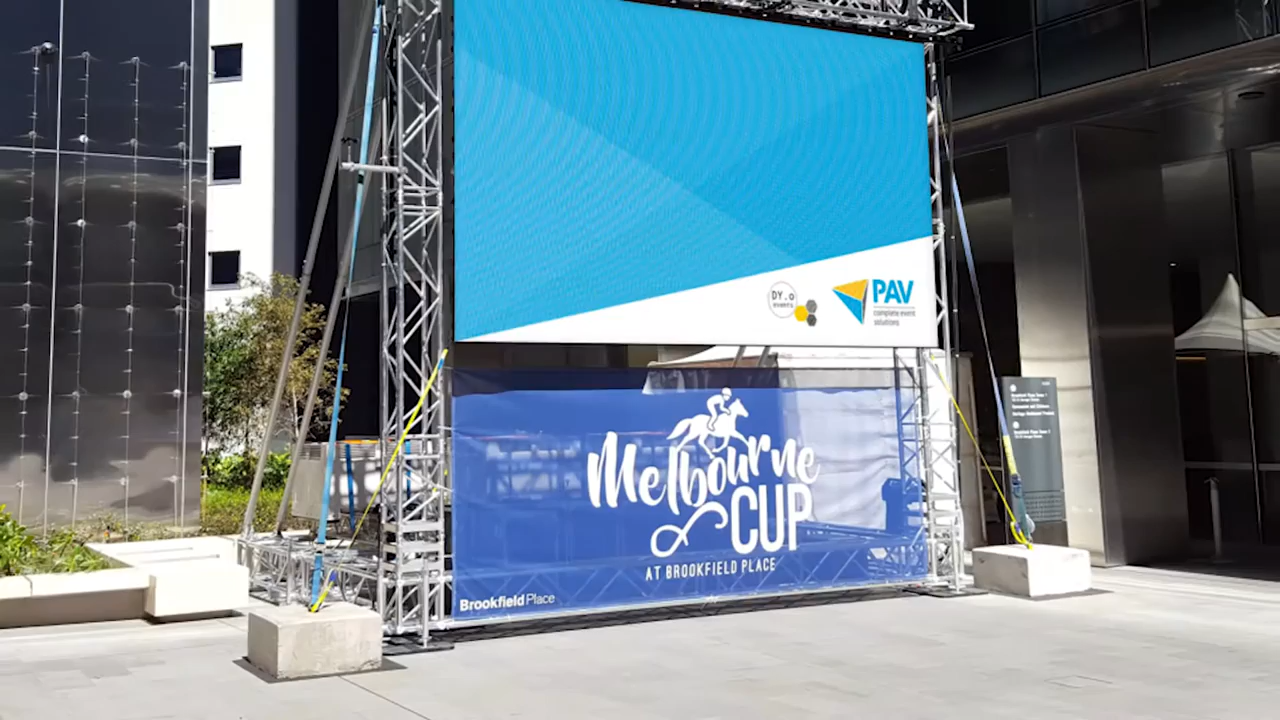 DY.o
events
PAV
complete event
solutions
Melbourne
CUP
AT BROOKFIELD PLACE
Brookfield Place